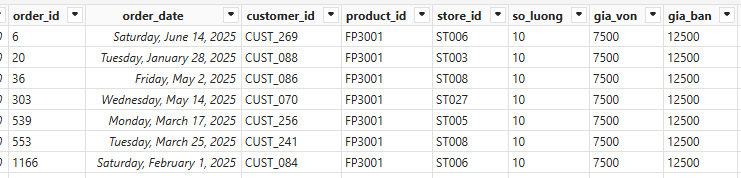 order_id order_date customer_id product_id store_id so_luong gia_von gia_ban
6 Saturday, June 14, 2025 CUST_269 FP3001 ST006 10 7500 12500
20 Tuesday, January 28, 2025 CUST_088 FP3001 ST003 10 7500 12500
36 Friday, May 2, 2025 CUST_086 FP3001 ST008 10 7500 12500
303 Wednesday, May 14, 2025 CUST_070 FP3001 ST027 10 7500 12500
539 Monday, March 17, 2025 CUST_256 FP3001 ST005 10 7500 12500
553 Tuesday, March 25, 2025 CUST_241 FP3001 ST008 10 7500 12500
1166 Saturday, February 1, 2025 CUST_084 FP3001 ST006 10 7500 12500